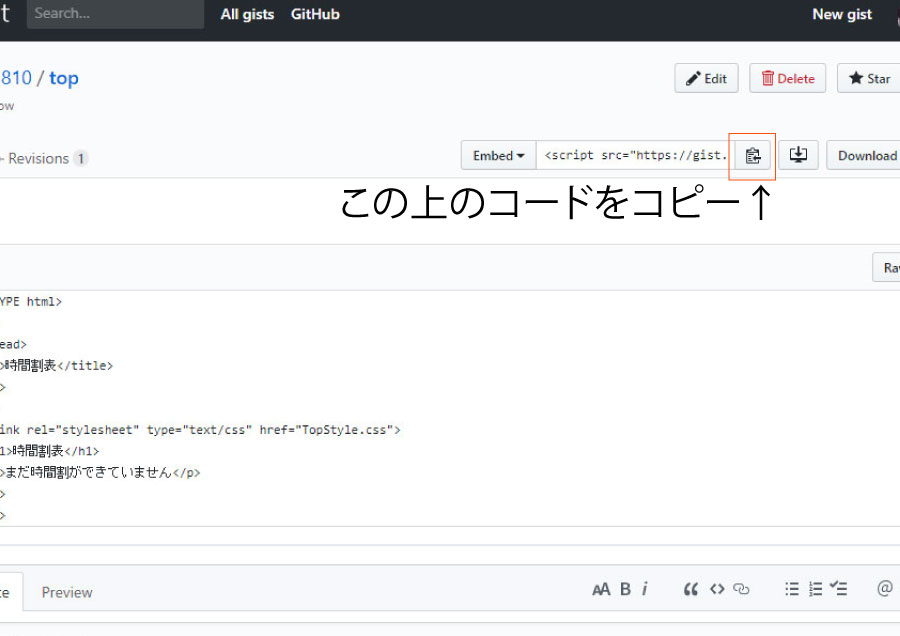 t Search... All gists GitHub New gist
810 / top Edit Delete Star
ow
Revisions 1 Embed <script src="https://gist. Download
この上のコードをコピー↑
Raw
YPE html>
ead>
>時間割表</title>
>
ink rel="stylesheet" type="text/css" href="TopStyle.css">
1>時間割表</h1>
>まだ時間割ができていません</p>
>
>
te Preview AA B i “ <> @